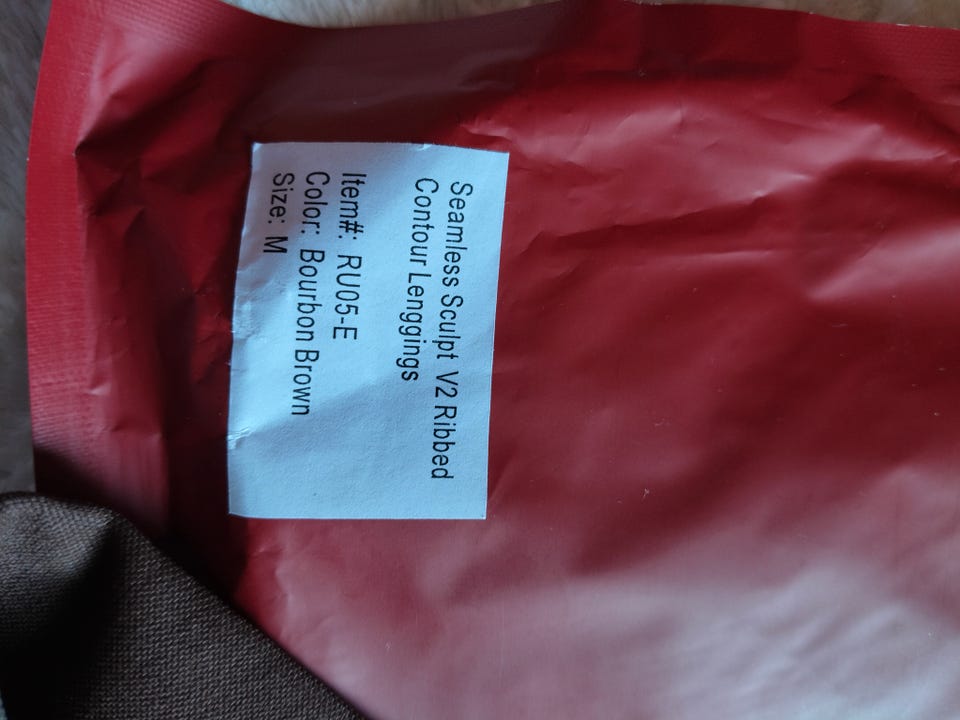 Seamless Sculpt V2 Ribbed
Contour Lenggings
Item#: RU05-E
Color: Bourbon Brown
Size: M